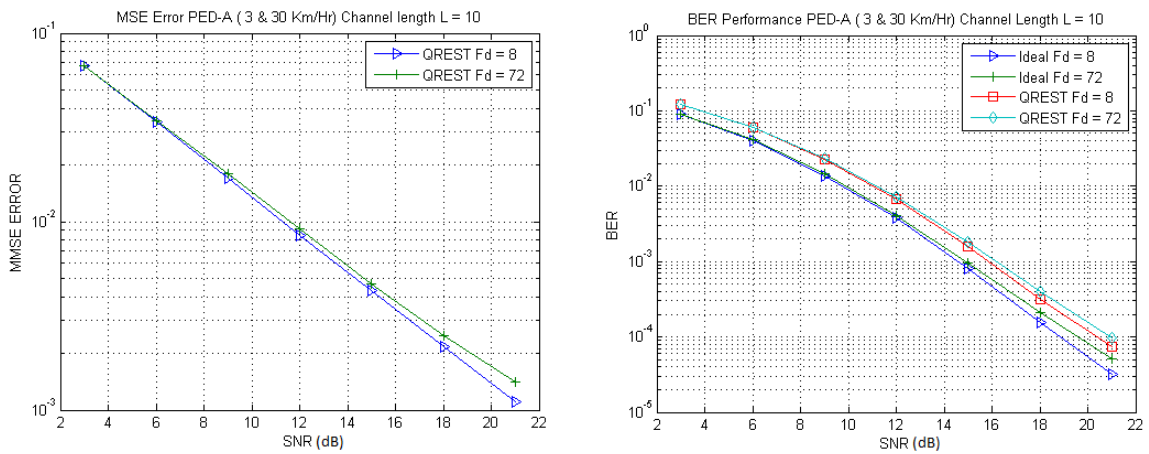 MSE Error PED-A ( 3 & 30 Km/Hr) Channel length L = 10
10^-1
10^-2
10^-3
MMSE ERROR
QREST Fd = 8
QREST Fd = 72
2 4 6 8 10 12 14 16 18 20 22
SNR (dB)
BER Performance PED-A ( 3 & 30 Km/Hr) Channel Length L = 10
10^0
10^-1
10^-2
10^-3
10^-4
10^-5
BER
Ideal Fd = 8
Ideal Fd = 72
QREST Fd = 8
QREST Fd = 72
2 4 6 8 10 12 14 16 18 20 22
SNR (dB)